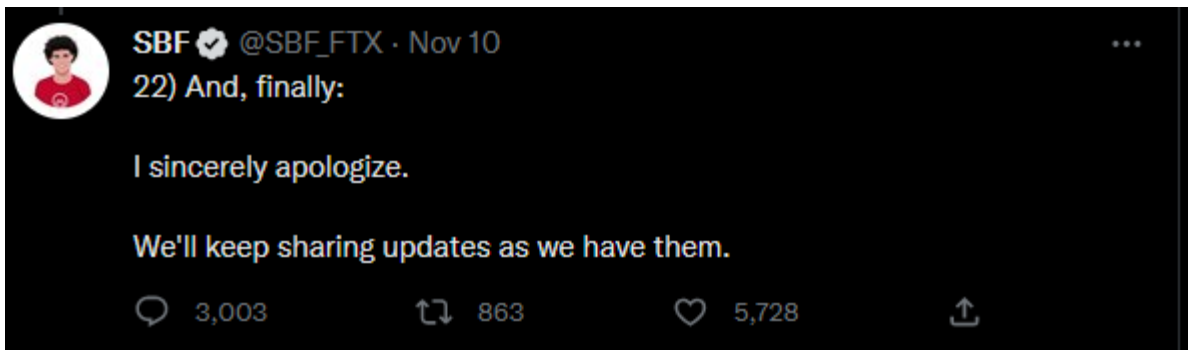 SBF @SBF_FTX · Nov 10
22) And, finally:
I sincerely apologize.
We'll keep sharing updates as we have them.
3,003 863 5,728